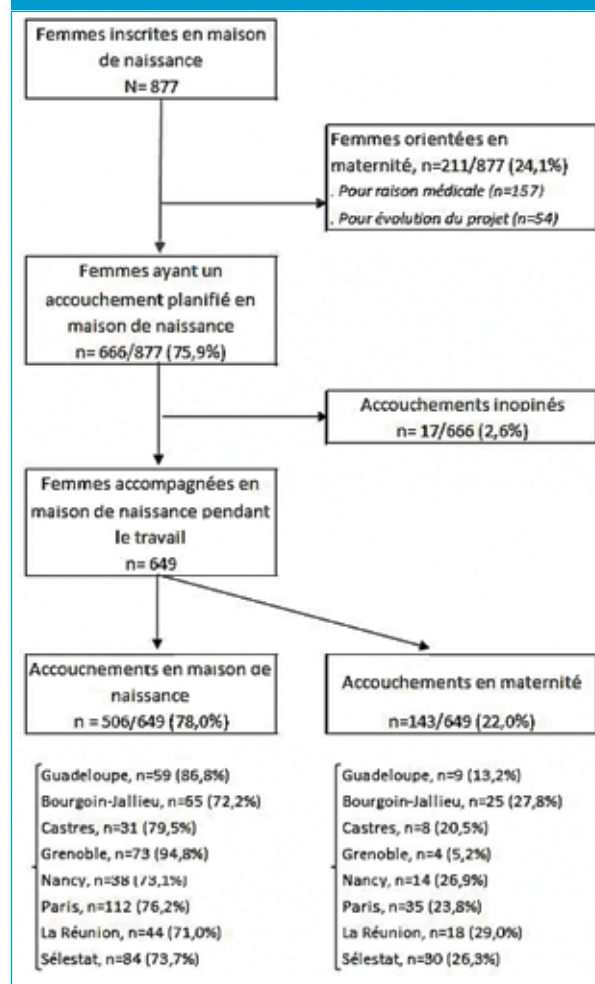 Femmes inscrites en maison
de naissance
N= 877
Femmes orientées en
maternité, n=211/877 (24,1%)
. Pour raison médicale (n=157)
. Pour évolution du projet (n=54)
Femmes ayant un
accouchement planifié en
maison de naissance
n= 666/877 (75,9%)
Accouchements inopinés
n= 17/666 (2,6%)
Femmes accompagnées en
maison de naissance pendant
le travail
n= 649
Accouchements en maison de
naissance
n = 506/649 (78,0%)
Accouchements en maternité
n=143/649 (22,0%)
Guadeloupe, n=59 (86,8%)
Bourgoin-Jallieu, n=65 (72,2%)
Castres, n=31 (79,5%)
Grenoble, n=73 (94,8%)
Nancy, n=38 (73,1%)
Paris, n=112 (76,2%)
La Réunion, n=44 (71,0%)
Sélestat, n=84 (73,7%)
Guadeloupe, n=9 (13,2%)
Bourgoin-Jallieu, n=25 (27,8%)
Castres, n=8 (20,5%)
Grenoble, n=4 (5,2%)
Nancy, n=14 (26,9%)
Paris, n=35 (23,8%)
La Réunion, n=18 (29,0%)
Sélestat, n=30 (26,3%)